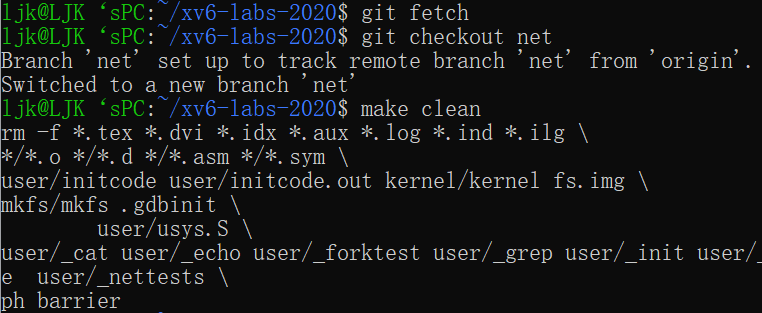 ljk@LJK‘sPC:~/xv6-labs-2020$ git fetch
ljk@LJK‘sPC:~/xv6-labs-2020$ git checkout net
Branch 'net' set up to track remote branch 'net' from 'origin'.
Switched to a new branch 'net'
ljk@LJK‘sPC:~/xv6-labs-2020$ make clean
rm -f *.tex *.dvi *.idx *.aux *.log *.ind *.ilg \
*/*.o */*.d */*.asm */*.sym \
user/initcode user/initcode.out kernel/kernel fs.img \
mkfs/mkfs .gdbinit \
        user/usys.S \
user/_cat user/_echo user/_forktest user/_grep user/_init user/_
e  user/_nettests \
ph barrier